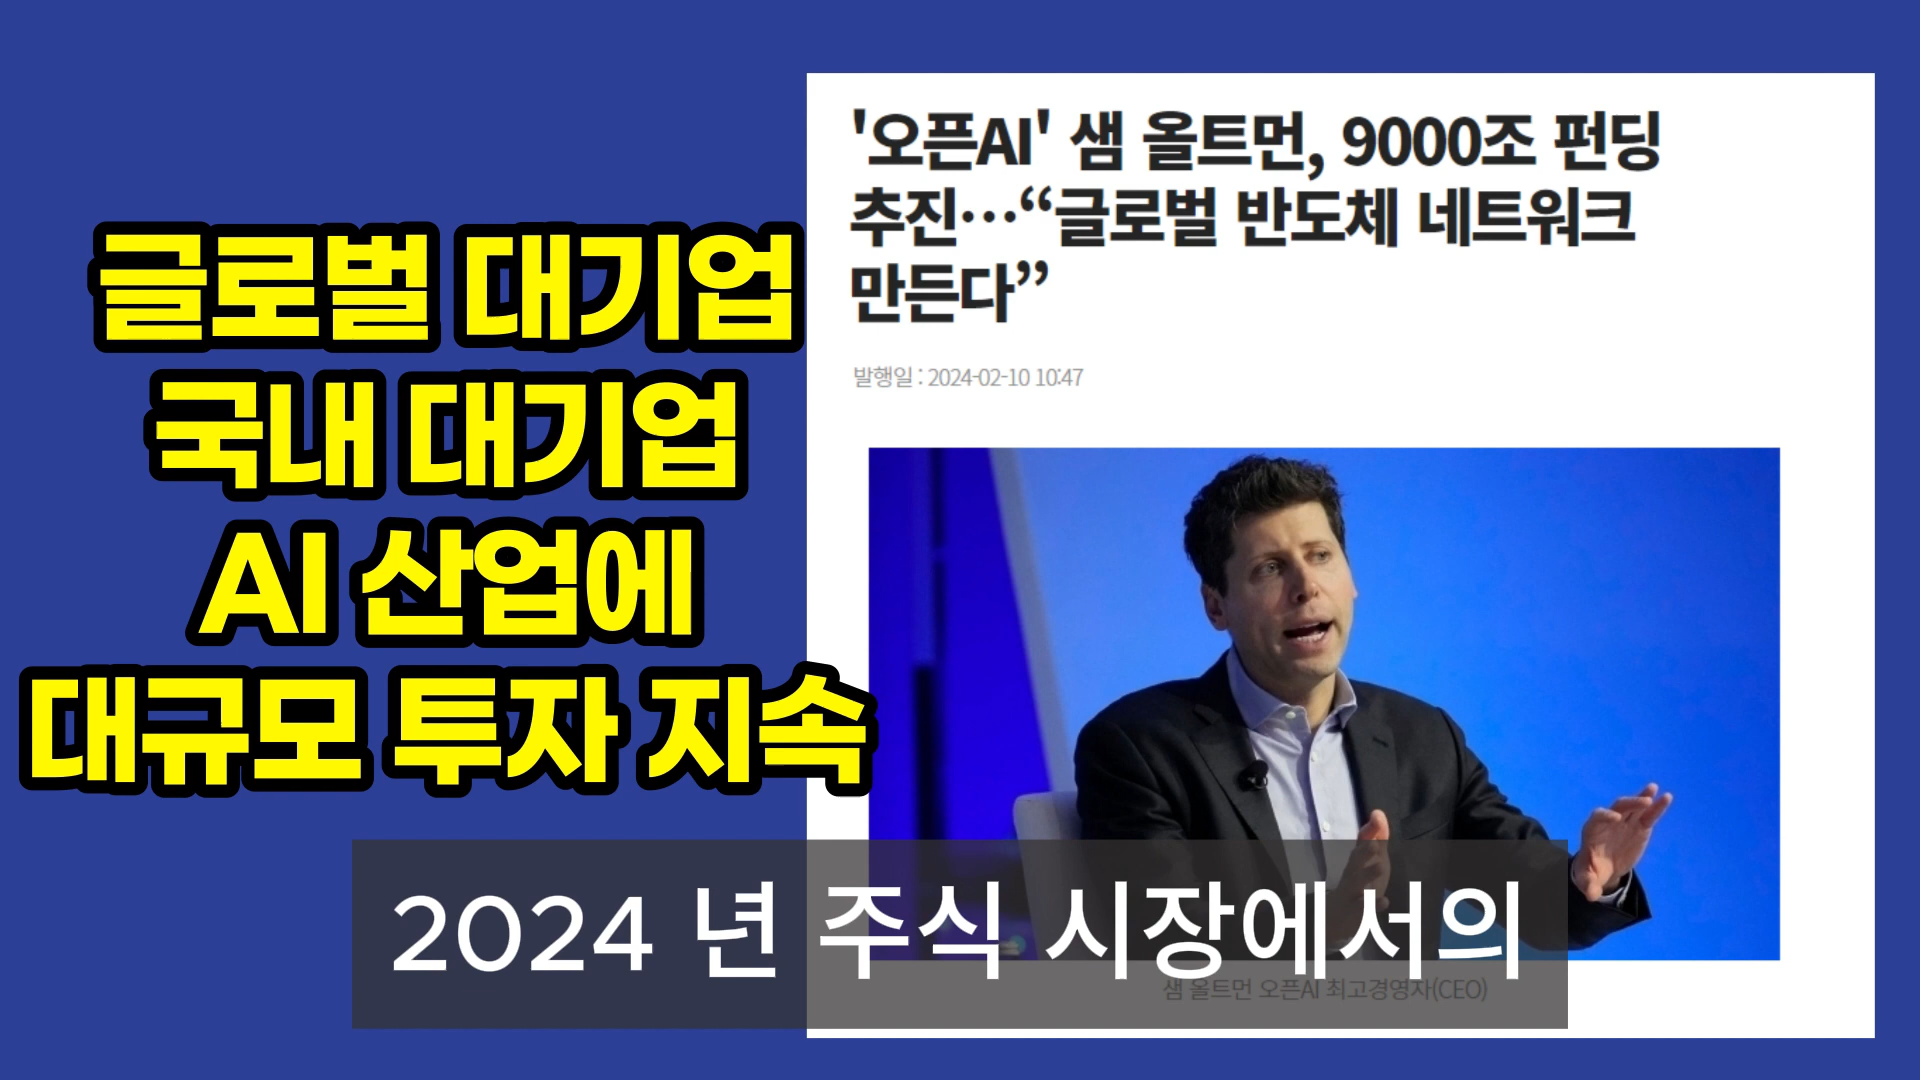 글로벌 대기업
국내 대기업
AI 산업에
대규모 투자 지속
'오픈AI' 샘 올트먼, 9000조 펀딩
추진…“글로벌 반도체 네트워크
만든다”
발행일 : 2024-02-10 10:47
샘 올트먼 오픈AI 최고경영자(CEO)
2024 년 주식 시장에서의